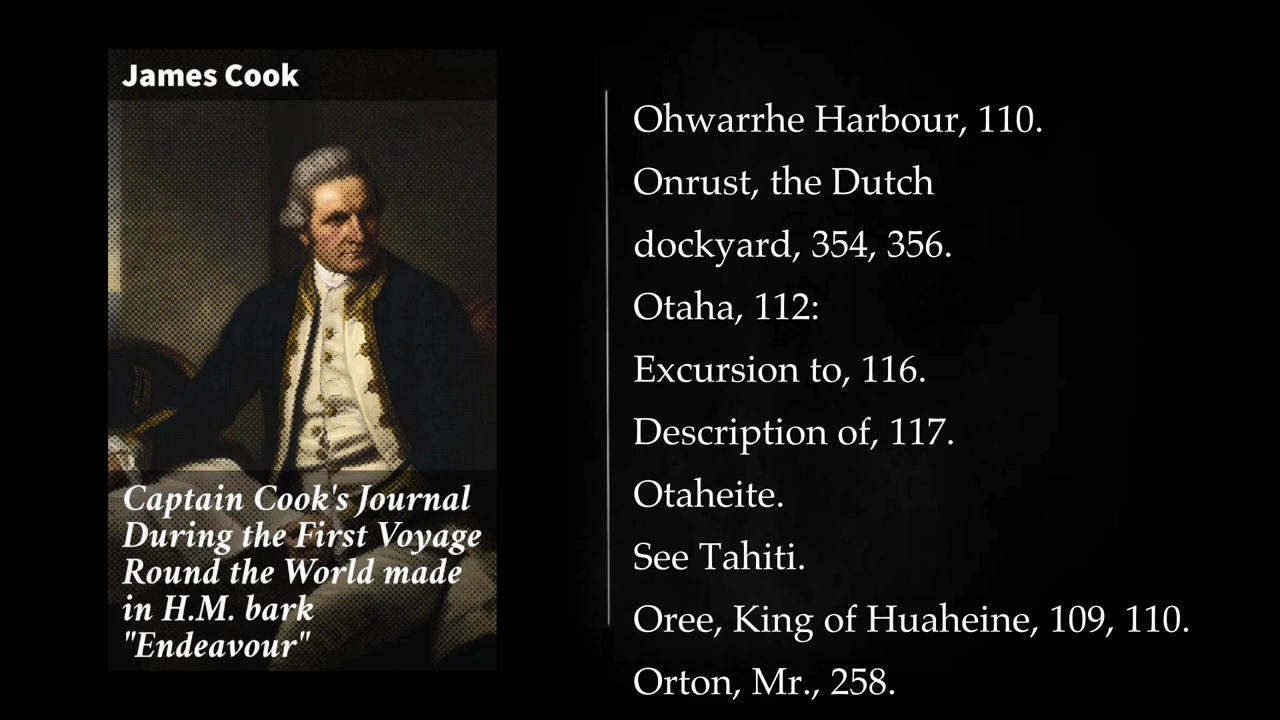 James Cook
Captain Cook's Journal
During the First Voyage
Round the World made
in H.M. bark
"Endeavour"
Ohwarrhe Harbour, 110.
Onrust, the Dutch
dockyard, 354, 356.
Otaha, 112:
Excursion to, 116.
Description of, 117.
Otaheite.
See Tahiti.
Oree, King of Huaheine, 109, 110.
Orton, Mr., 258.